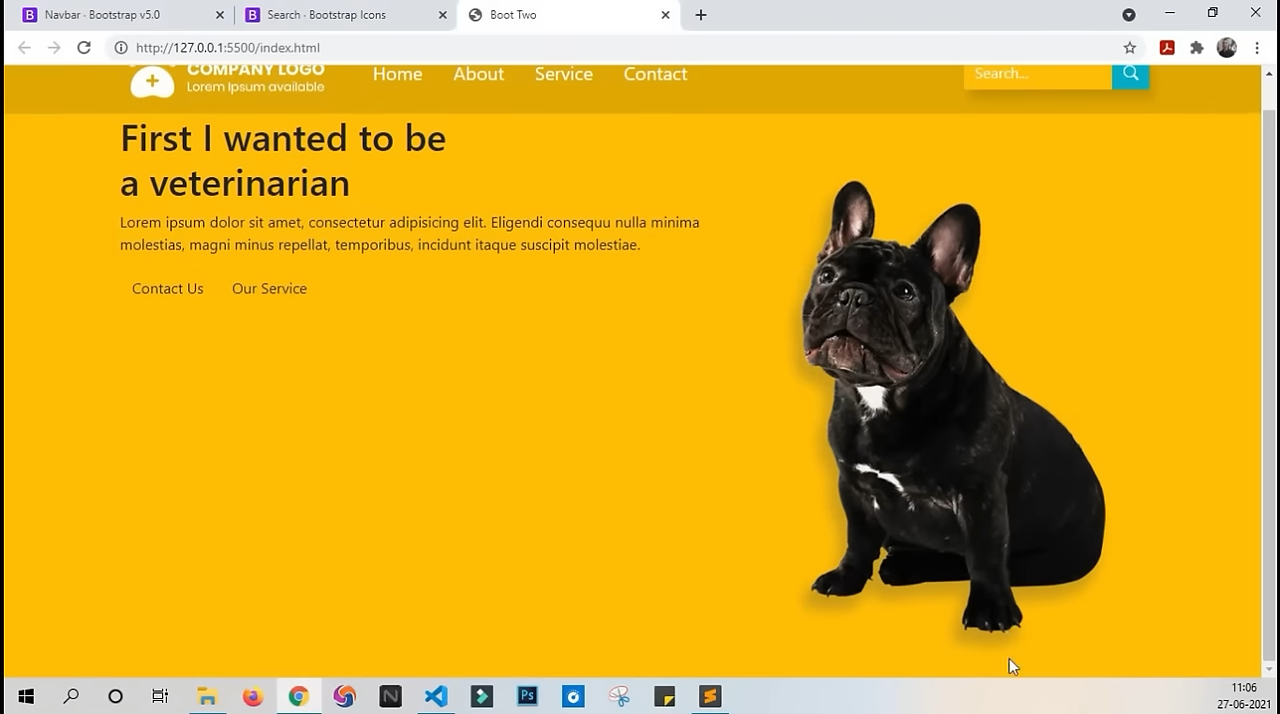 Navbar · Bootstrap v5.0
Search · Bootstrap Icons
Boot Two
http://127.0.0.1:5500/index.html
COMPANY LOGO
Lorem Ipsum available
Home
About
Service
Contact
Search...
First I wanted to be
a veterinarian
Lorem ipsum dolor sit amet, consectetur adipisicing elit. Eligendi consequu nulla minima
molestias, magni minus repellat, temporibus, incidunt itaque suscipit molestiae.
Contact Us
Our Service
N
Ps
11:06
27-06-2021